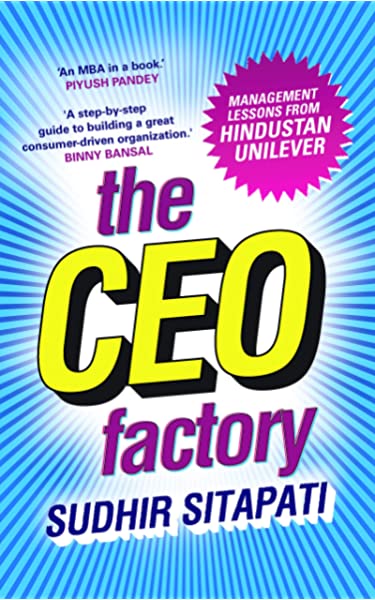 'An MBA in a book.'
PIYUSH PANDEY
'A step-by-step
guide to building a great
consumer-driven organization.'
BINNY BANSAL
MANAGEMENT
LESSONS FROM
HINDUSTAN
UNILEVER
the
CEO
factory
SUDHIR SITAPATI